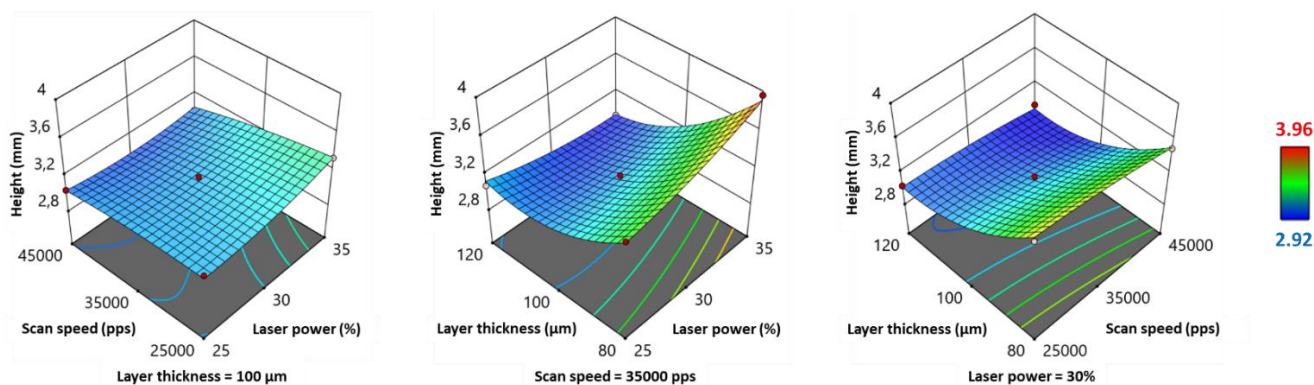 4
3,6
3,2
2,8
Height (mm)
45000
35000
25000
Scan speed (pps)
25
30
35
Laser power (%)
Layer thickness = 100 µm
4
3,6
3,2
2,8
Height (mm)
120
100
80
Layer thickness (µm)
25
30
35
Laser power (%)
Scan speed = 35000 pps
4
3,6
3,2
2,8
Height (mm)
120
100
80
Layer thickness (µm)
25000
35000
45000
Scan speed (pps)
Laser power = 30%
3.96
2.92